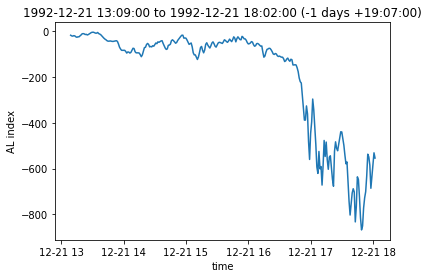 1992-12-21 13:09:00 to 1992-12-21 18:02:00 (-1 days +19:07:00)
0
−200
−400
−600
−800
AL index
12-21 13 12-21 14 12-21 15 12-21 16 12-21 17 12-21 18
time